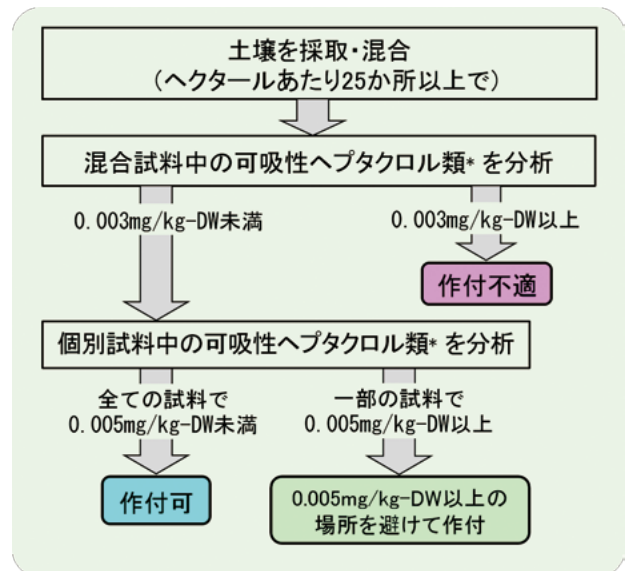 土壌を採取・混合
(ヘクタールあたり25か所以上で)
混合試料中の可吸性ヘプタクロル類* を分析
0.003mg/kg-DW未満
0.003mg/kg-DW以上
作付不適
個別試料中の可吸性ヘプタクロル類* を分析
全ての試料で
0.005mg/kg-DW未満
一部の試料で
0.005mg/kg-DW以上
作付可
0.005mg/kg-DW以上の
場所を避けて作付